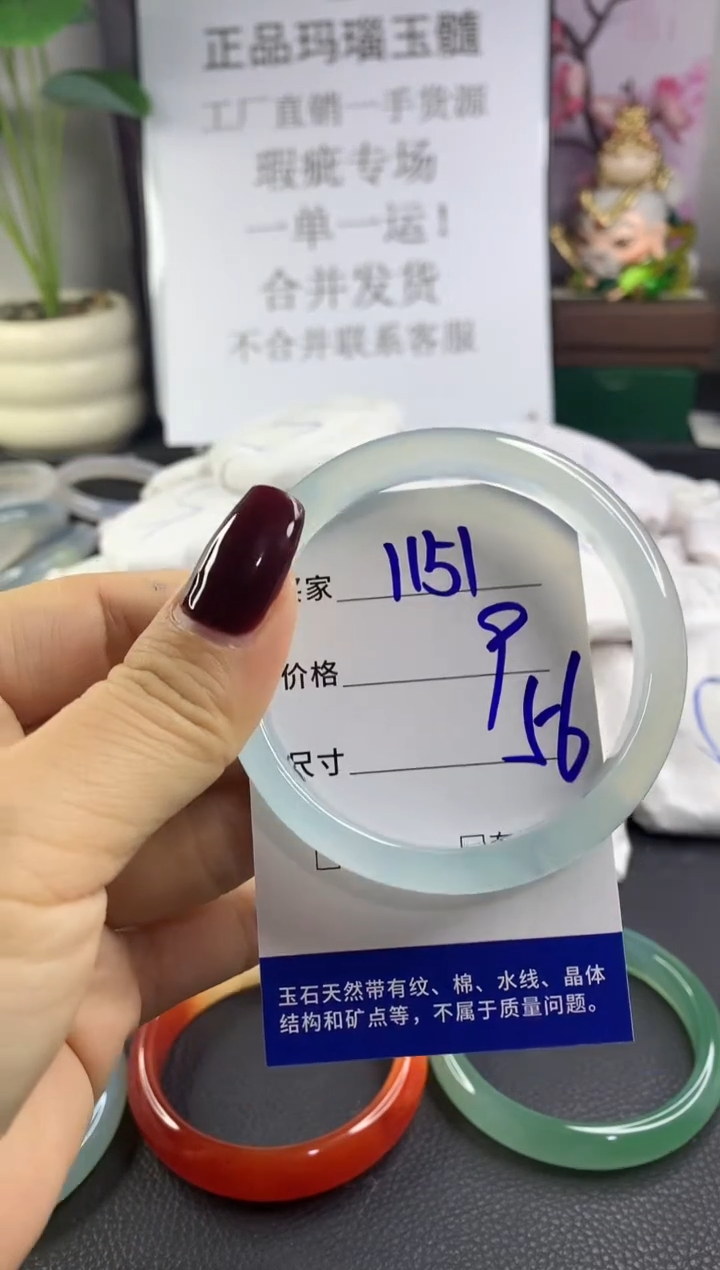 正品玛瑙玉髓
工厂直销一手货源
瑕疵专场
一单一运！
合并发货
不合并联系客服
家 1151
价格 9
尺寸 56
玉石天然带有纹、棉、水线、晶体
结构和矿点等，不属于质量问题。